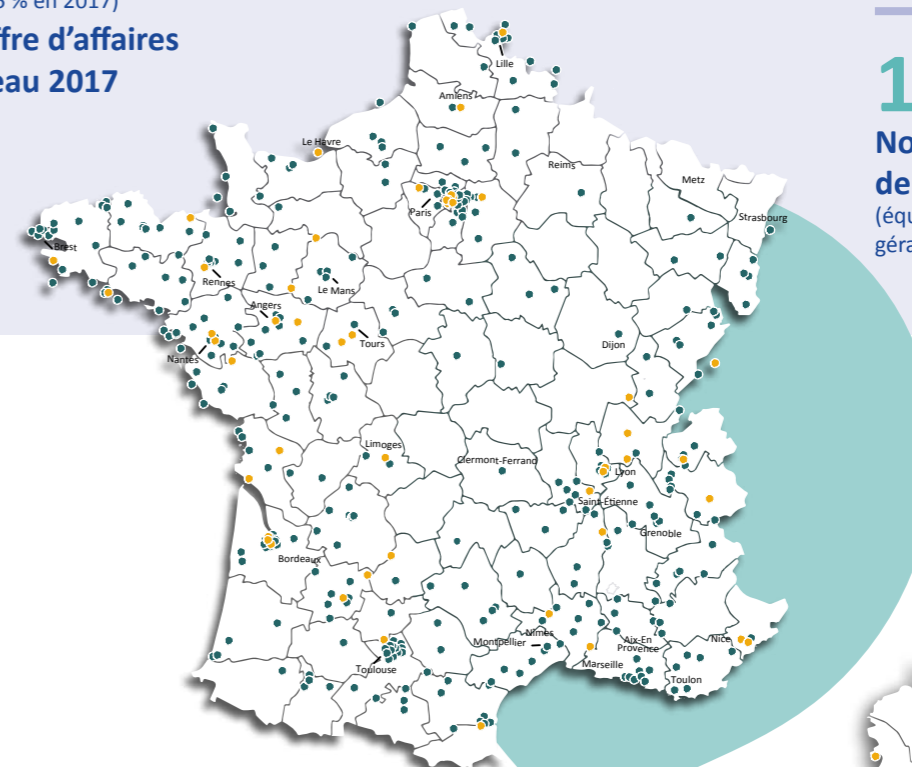 5 % en 2017)
ffre d'affaires
eau 2017
1
No
de
(équ
géra
Lille
Amiens
Le Havre
Reims
Metz
Paris
Strasbourg
Brest
Rennes
Le Mans
Angers
Tours
Dijon
Nantes
Limoges
Clermont-Ferrand
Lyon
Saint-Étienne
Grenoble
Bordeaux
Nîmes
Montpellier
Aix-En
Provence
Nice
Marseille
Toulouse
Toulon